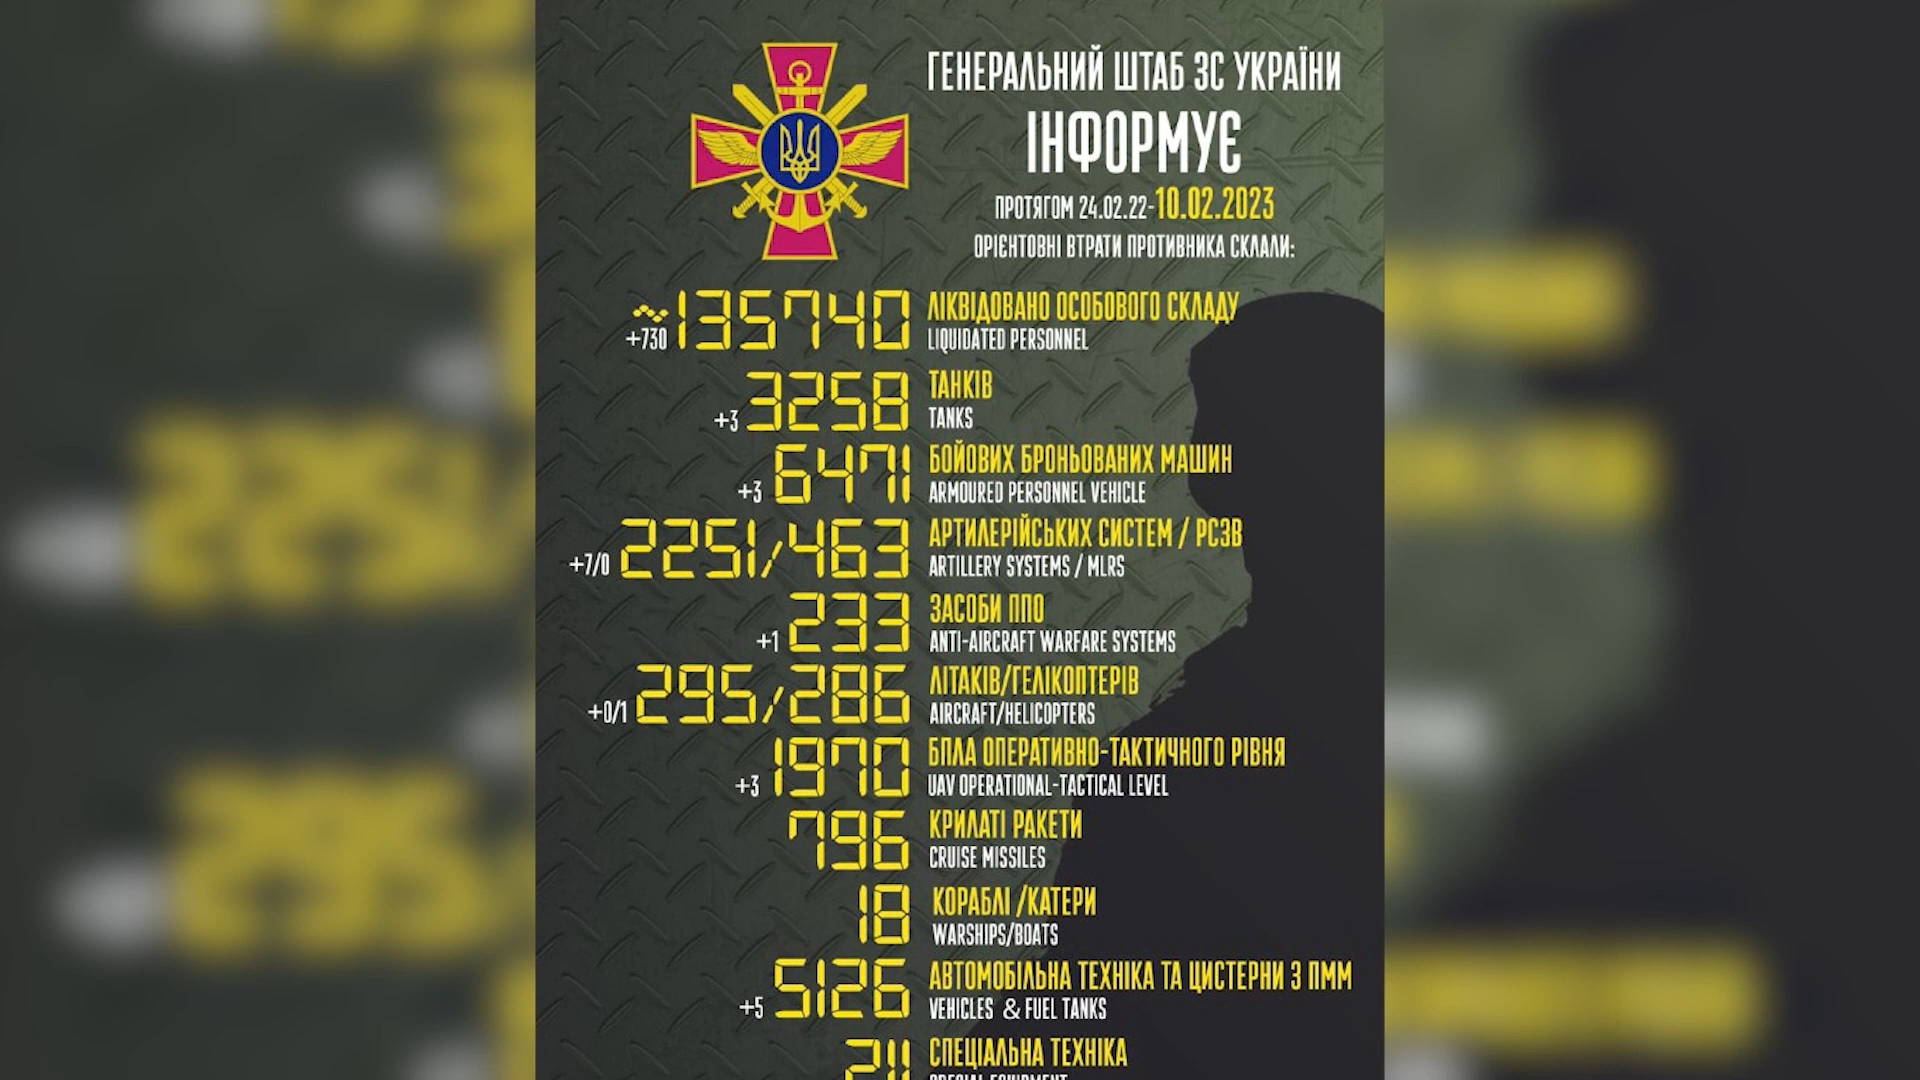 ГЕНЕРАЛЬНИЙ ШТАБ ЗС УКРАЇНИ
ІНФОРМУЄ
ПРОТЯГОМ 24.02.22-10.02.2023
ОРІЄНТОВНІ ВТРАТИ ПРОТИВНИКА СКЛАЛИ:
+730 ~135740 ЛІКВІДОВАНО ОСОБОВОГО СКЛАДУ
LIQUIDATED PERSONNEL
+3 3258 ТАНКІВ
TANKS
+3 6471 БОЙОВИХ БРОНЬОВАНИХ МАШИН
ARMOURED PERSONNEL VEHICLE
+7/0 2251/463 АРТИЛЕРІЙСЬКИХ СИСТЕМ / РСЗВ
ARTILLERY SYSTEMS / MLRS
+1 233 ЗАСОБИ ППО
ANTI-AIRCRAFT WARFARE SYSTEMS
+0/1 295/286 ЛІТАКІВ/ГЕЛІКОПТЕРІВ
AIRCRAFT/HELICOPTERS
+3 1970 БПЛА ОПЕРАТИВНО-ТАКТИЧНОГО РІВНЯ
UAV OPERATIONAL-TACTICAL LEVEL
796 КРИЛАТІ РАКЕТИ
CRUISE MISSILES
18 КОРАБЛІ /КАТЕРИ
WARSHIPS/BOATS
+5 5126 АВТОМОБІЛЬНА ТЕХНІКА ТА ЦИСТЕРНИ З ПММ
VEHICLES & FUEL TANKS
211 СПЕЦІАЛЬНА ТЕХНІКА
SPECIAL EQUIPMENT